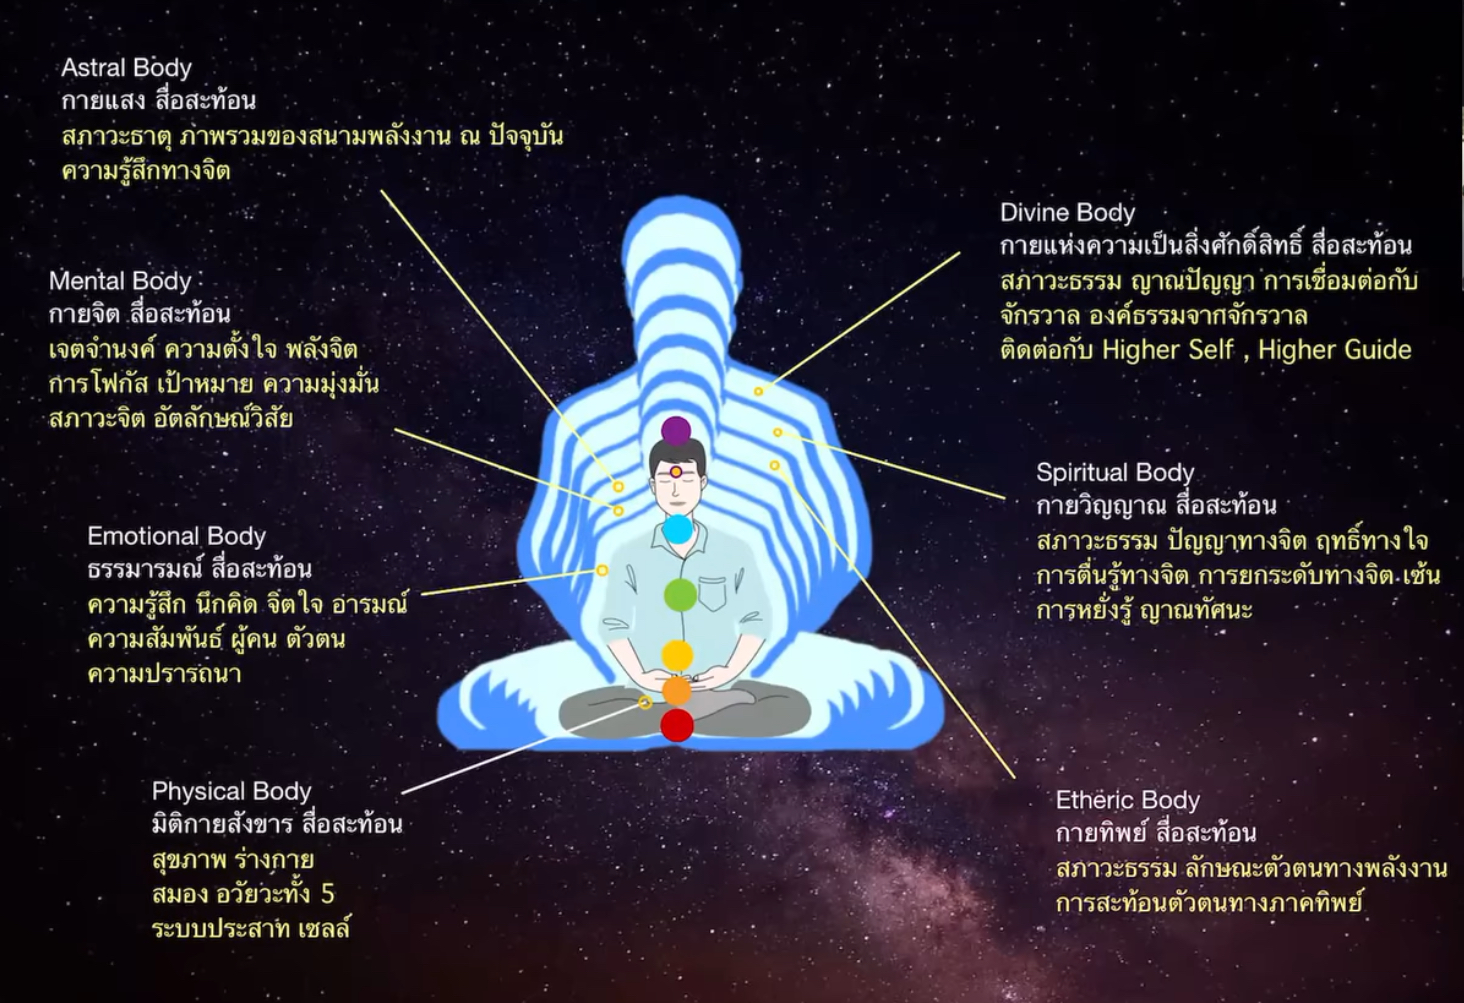 Astral Body
กายแสง สื่อสะท้อน
สภาวะธาตุ ภาพรวมของสนามพลังงาน ณ ปัจจุบัน
ความรู้สึกทางจิต
Mental Body
กายจิต สื่อสะท้อน
เจตจำนงค์ ความตั้งใจ พลังจิต
การโฟกัส เป้าหมาย ความมุ่งมั่น
สภาวะจิต อัตลักษณ์วิสัย
Emotional Body
ธรรมารมณ์ สื่อสะท้อน
ความรู้สึก นึกคิด จิตใจ อารมณ์
ความสัมพันธ์ ผู้คน ตัวตน
ความปรารถนา
Physical Body
มิติกายสังขาร สื่อสะท้อน
สุขภาพ ร่างกาย
สมอง อวัยวะทั้ง 5
ระบบประสาท เซลล์
Divine Body
กายแห่งความเป็นสิ่งศักดิ์สิทธิ์ สื่อสะท้อน
สภาวะธรรม ญาณปัญญา การเชื่อมต่อกับ
จักรวาล องค์ธรรมจากจักรวาล
ติดต่อกับ Higher Self , Higher Guide
Spiritual Body
กายวิญญาณ สื่อสะท้อน
สภาวะธรรม ปัญญาทางจิต ฤทธิ์ทางใจ
การตื่นรู้ทางจิต การยกระดับทางจิต เซ้น
การหยั่งรู้ ญาณทัศนะ
Etheric Body
กายทิพย์ สื่อสะท้อน
สภาวะธรรม ลักษณะตัวตนทางพลังงาน
การสะท้อนตัวตนทางภาคทิพย์